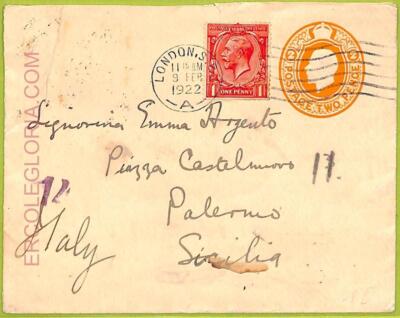 LONDON, S
11 15 AM
9 FEB
1922
A
ONE PENNY
POSTAGE TWO PENCE
Signorina Emma Argento
Piazza Castelnuovo 17.
Palermo
Sicilia
Italy
ERCOLEGLORIA.COM